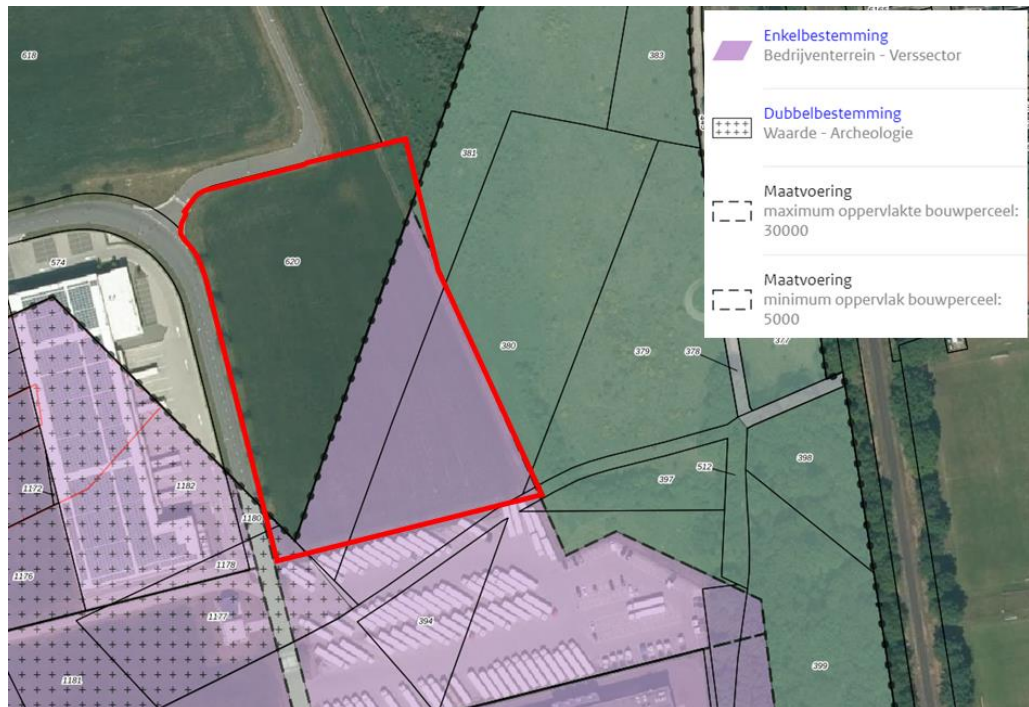 Enkelbestemming
Bedrijventerrein - Verssector
Dubbelbestemming
Waarde - Archeologie
Maatvoering
maximum oppervlakte bouwperceel:
30000
Maatvoering
minimum oppervlak bouwperceel:
5000
618
383
381
620
574
380
379
378
377
398
512
397
1172
1182
1180
1178
1176
1177
394
1181
399